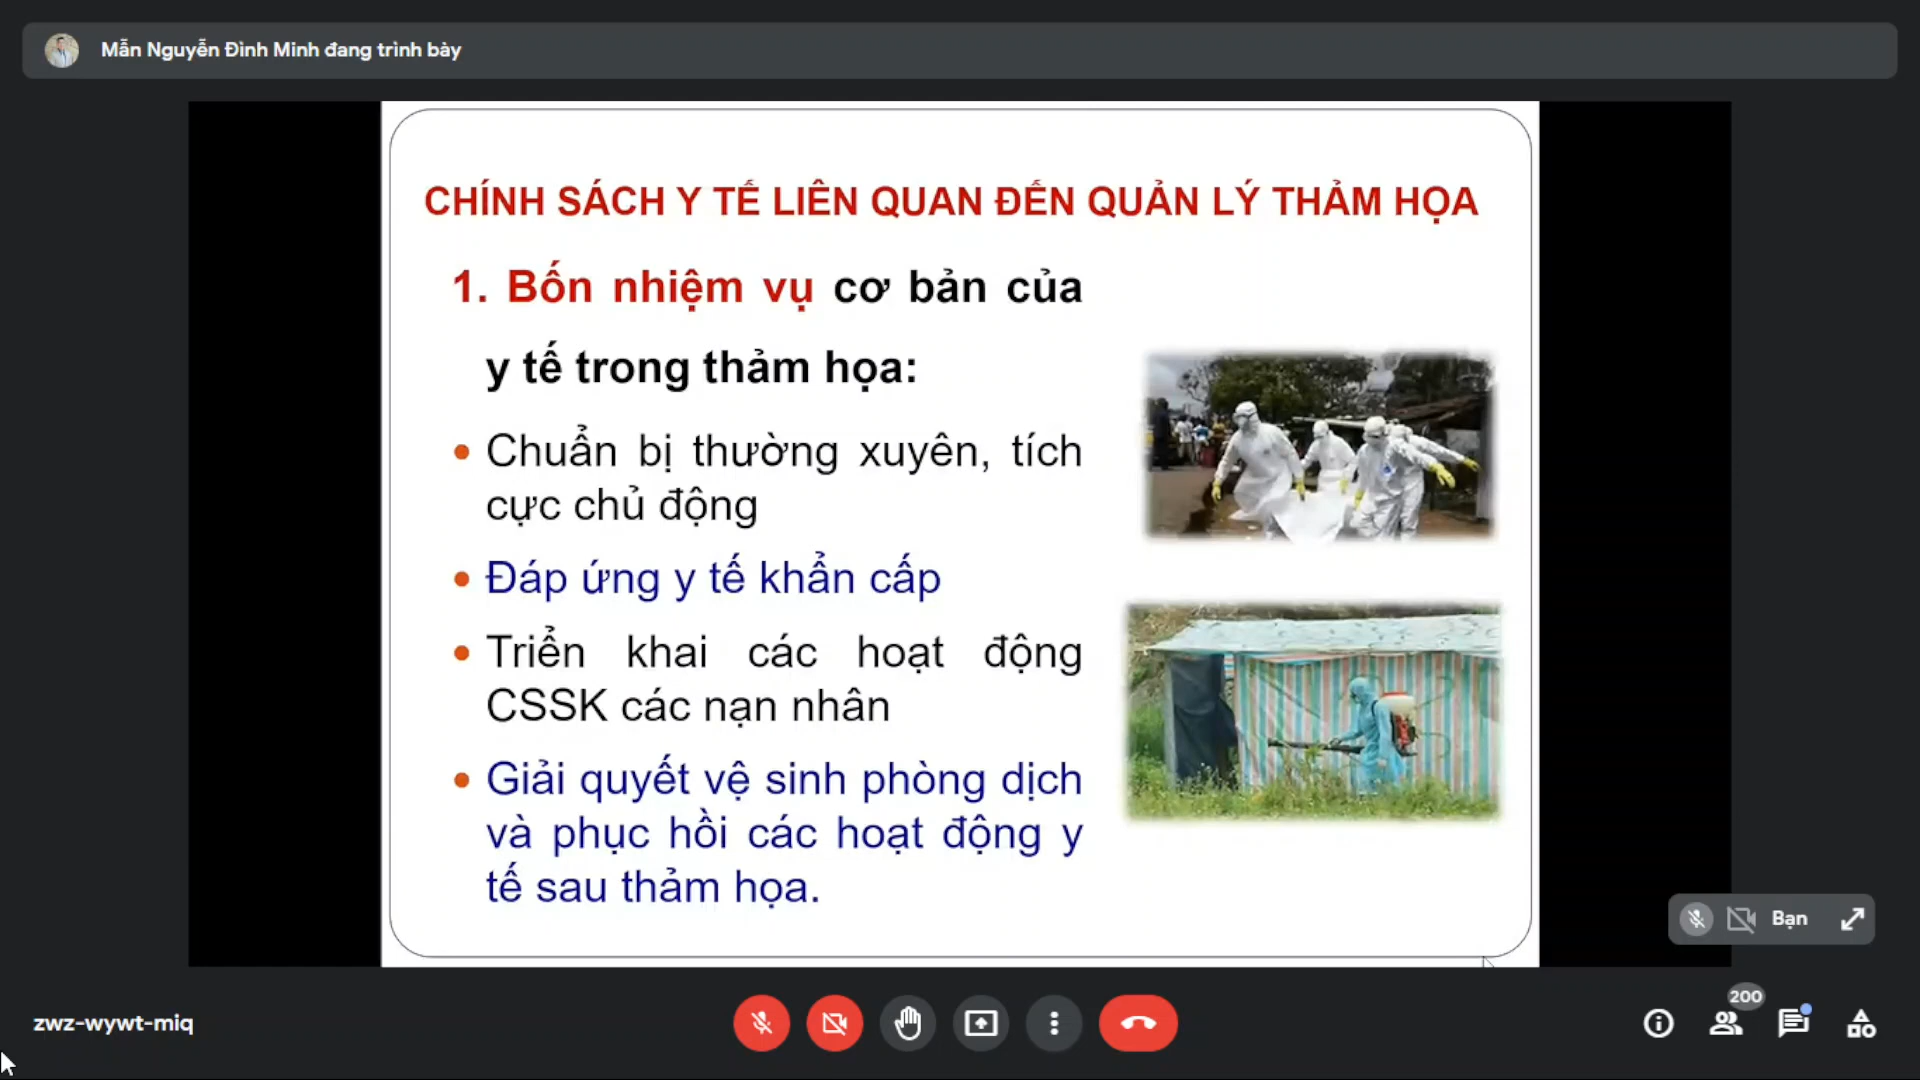 Mẫn Nguyễn Đình Minh đang trình bày
CHÍNH SÁCH Y TẾ LIÊN QUAN ĐẾN QUẢN LÝ THẢM HỌA
1. Bốn nhiệm vụ cơ bản của
y tế trong thảm họa:
• Chuẩn bị thường xuyên, tích
cực chủ động
• Đáp ứng y tế khẩn cấp
• Triển khai các hoạt động
CSSK các nạn nhân
• Giải quyết vệ sinh phòng dịch
và phục hồi các hoạt động y
tế sau thảm họa.
Bạn
200
zwz-wywt-miq